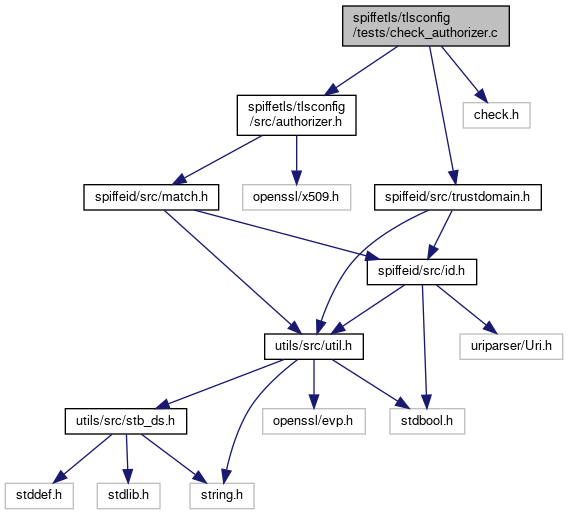 spiffetls/tlsconfig
/tests/check_authorizer.c
spiffetls/tlsconfig
/src/authorizer.h
check.h
spiffeid/src/match.h
openssl/x509.h
spiffeid/src/trustdomain.h
spiffeid/src/id.h
utils/src/util.h
uriparser/Uri.h
utils/src/stb_ds.h
openssl/evp.h
stdbool.h
stddef.h
stdlib.h
string.h